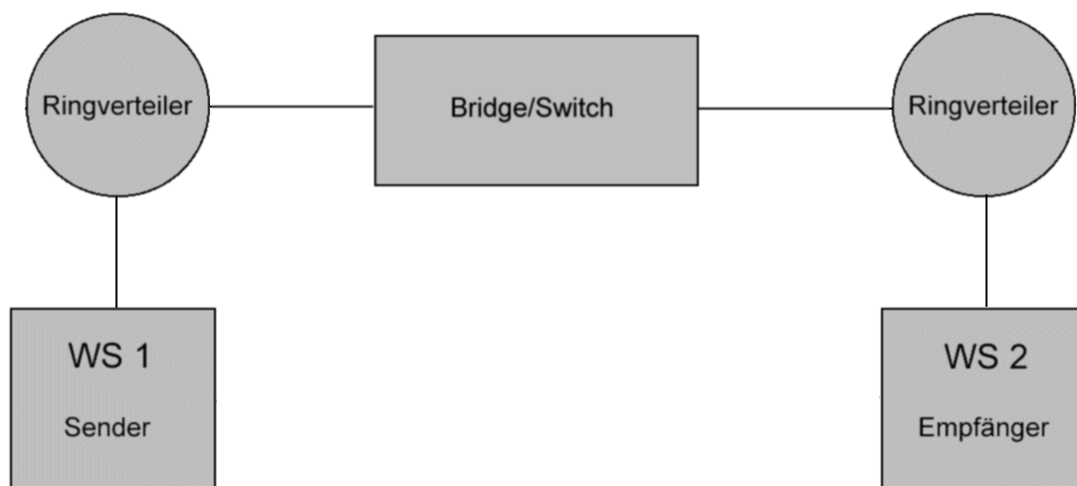 Ringverteiler
Bridge/Switch
Ringverteiler
WS 1
Sender
WS 2
Empfänger